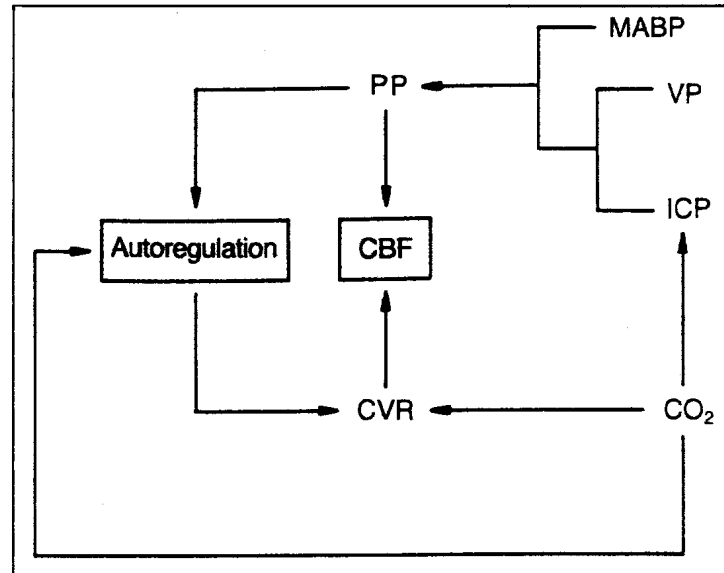 MABP
PP
VP
ICP
Autoregulation
CBF
CVR
CO₂